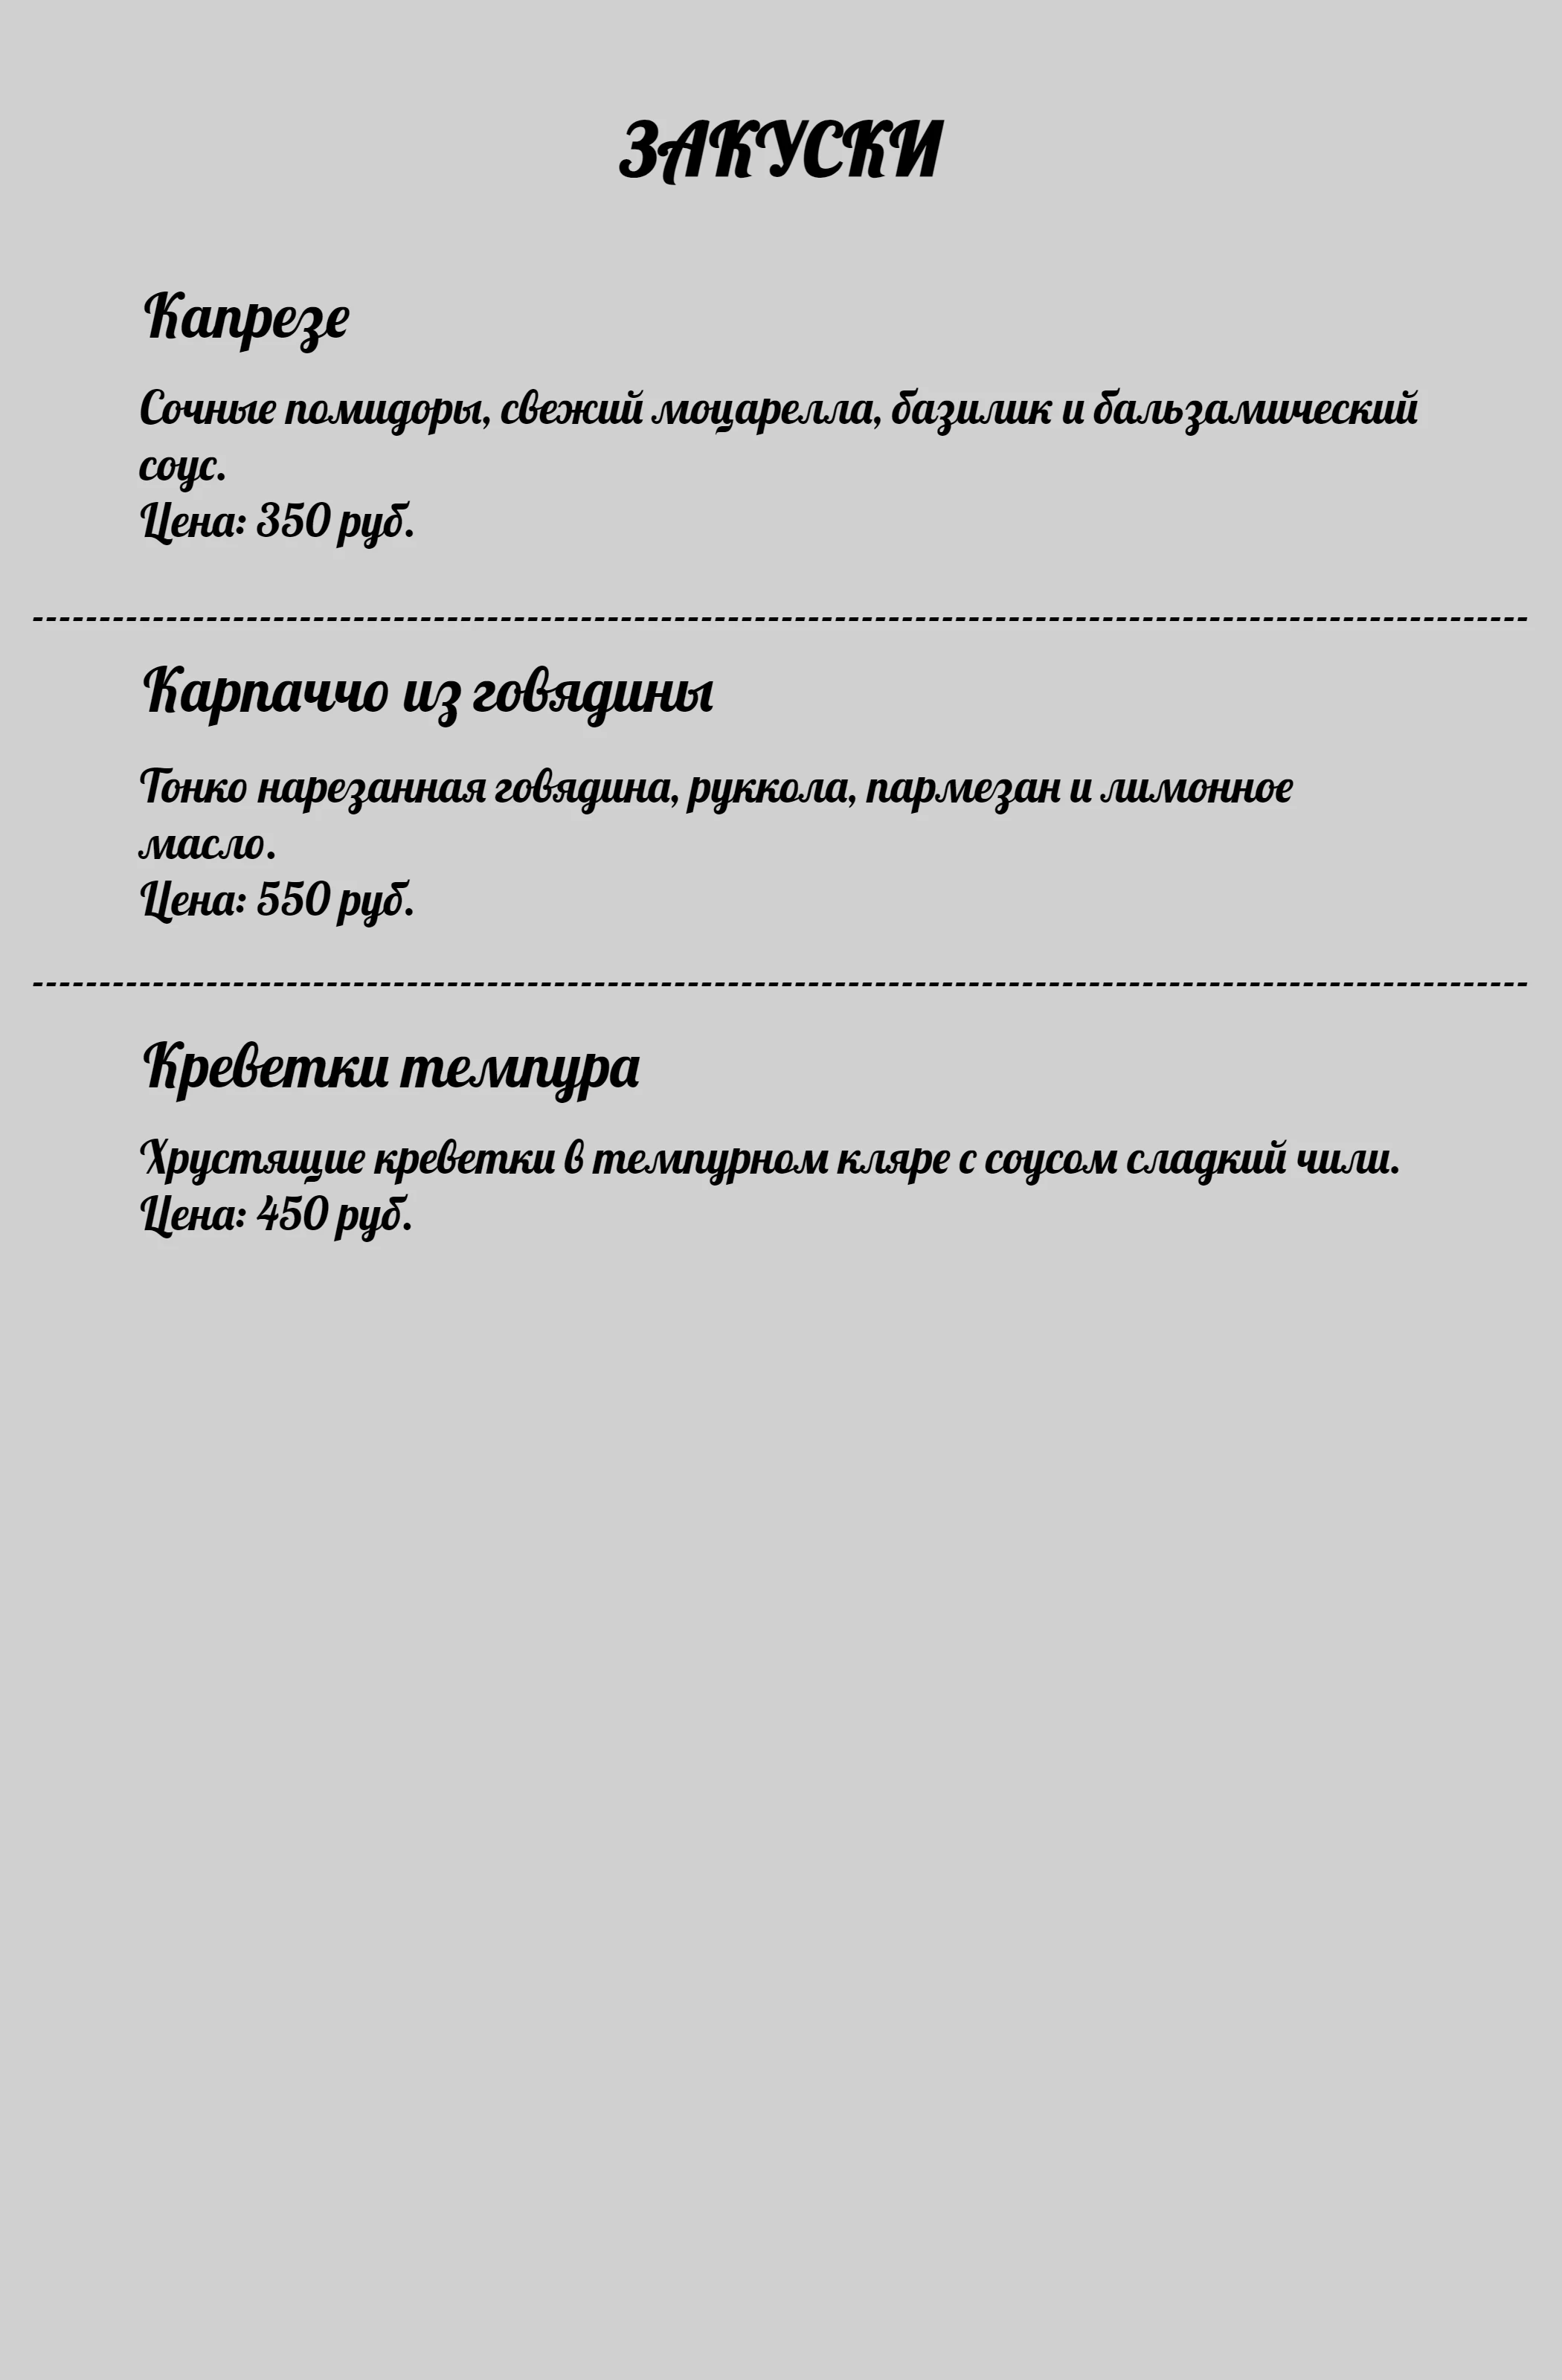 ЗАКУСКИ
Капрезе
Сочные помидоры, свежий моцарелла, базилик и бальзамический
соус.
Цена: 350 руб.
Карпаччо из говядины
Тонко нарезанная говядина, руккола, пармезан и лимонное
масло.
Цена: 550 руб.
Креветки темпура
Хрустящие креветки в темпурном кляре с соусом сладкий чили.
Цена: 450 руб.